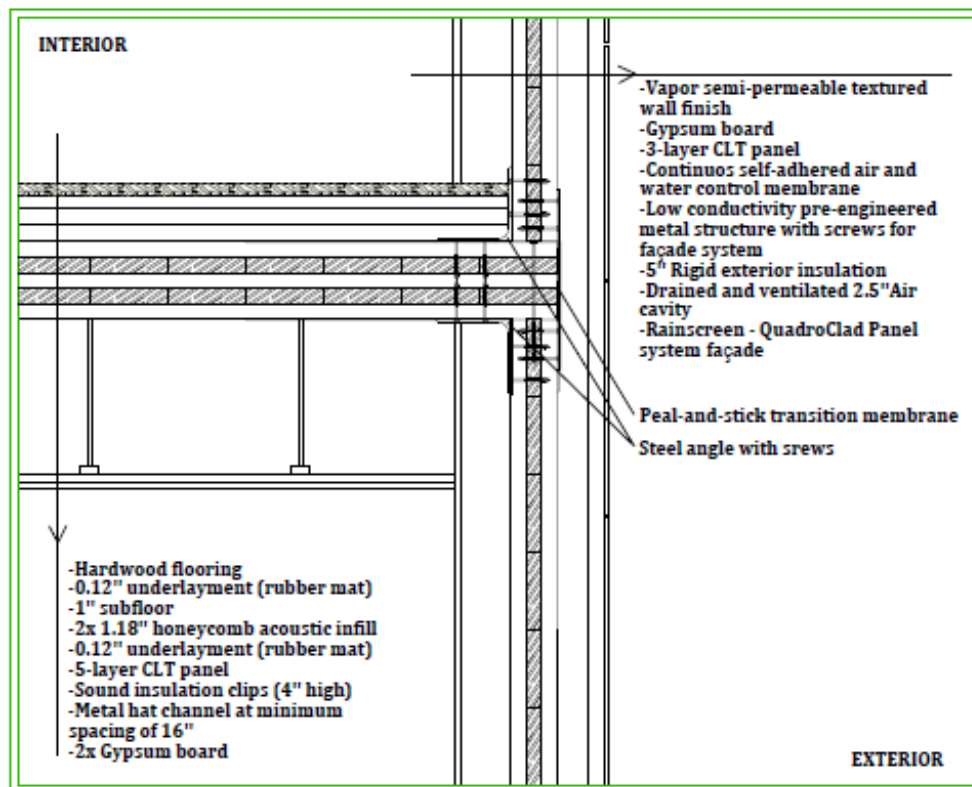 INTERIOR
-Vapor semi-permeable textured
wall finish
-Gypsum board
-3-layer CLT panel
-Continuos self-adhered air and
water control membrane
-Low conductivity pre-engineered
metal structure with screws for
façade system
-5" Rigid exterior insulation
-Drained and ventilated 2.5"Air
cavity
-Rainscreen - QuadroClad Panel
system façade
Peal-and-stick transition membrane
Steel angle with srews
-Hardwood flooring
-0.12" underlayment (rubber mat)
-1" subfloor
-2x 1.18" honeycomb acoustic infill
-0.12" underlayment (rubber mat)
-5-layer CLT panel
-Sound insulation clips (4" high)
-Metal hat channel at minimum
spacing of 16"
-2x Gypsum board
EXTERIOR